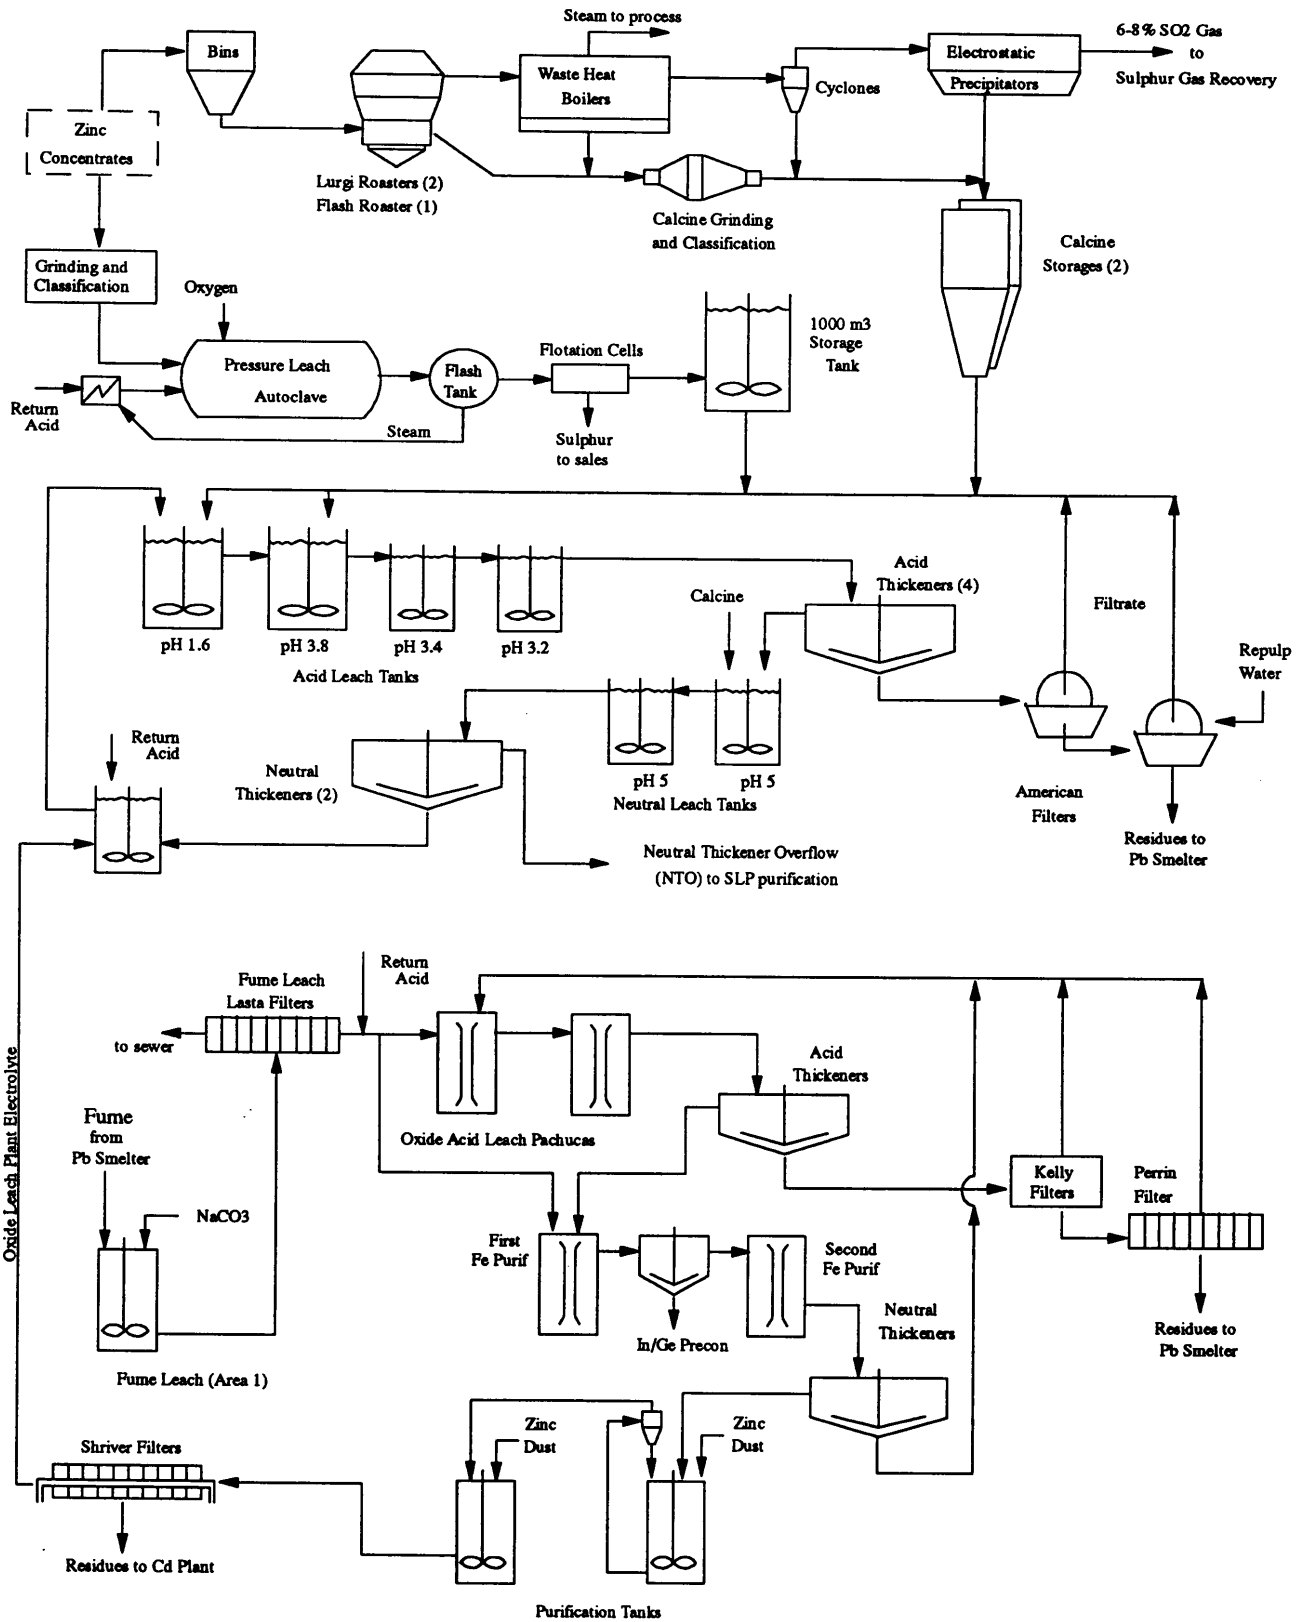 Steam to process
6-8% SO2 Gas
to
Sulphur Gas Recovery
Bins
Waste Heat
Boilers
Cyclones
Electrostatic
Precipitators
Zinc
Concentrates
Lurgi Roasters (2)
Flash Roaster (1)
Calcine Grinding
and Classification
Calcine
Storages (2)
Grinding and
Classification
Oxygen
Pressure Leach
Autoclave
Flash
Tank
Flotation Cells
1000 m3
Storage
Tank
Return
Acid
Steam
Sulphur
to sales
pH 1.6
pH 3.8
pH 3.4
pH 3.2
Acid Leach Tanks
Calcine
Acid
Thickeners (4)
Filtrate
Repulp
Water
Return
Acid
Neutral
Thickeners (2)
pH 5
pH 5
Neutral Leach Tanks
American
Filters
Residues to
Pb Smelter
Neutral Thickener Overflow
(NTO) to SLP purification
Return
Acid
Fume Leach
Lasta Filters
to sewer
Acid
Thickeners
Oxide Leach Plant Electrolyte
Fume
from
Pb Smelter
Oxide Acid Leach Pachucas
Kelly
Filters
Perrin
Filter
NaCO3
First
Fe Purif
Second
Fe Purif
Neutral
Thickeners
In/Ge Precon
Residues to
Pb Smelter
Fume Leach (Area 1)
Zinc
Dust
Zinc
Dust
Shriver Filters
Residues to Cd Plant
Purification Tanks